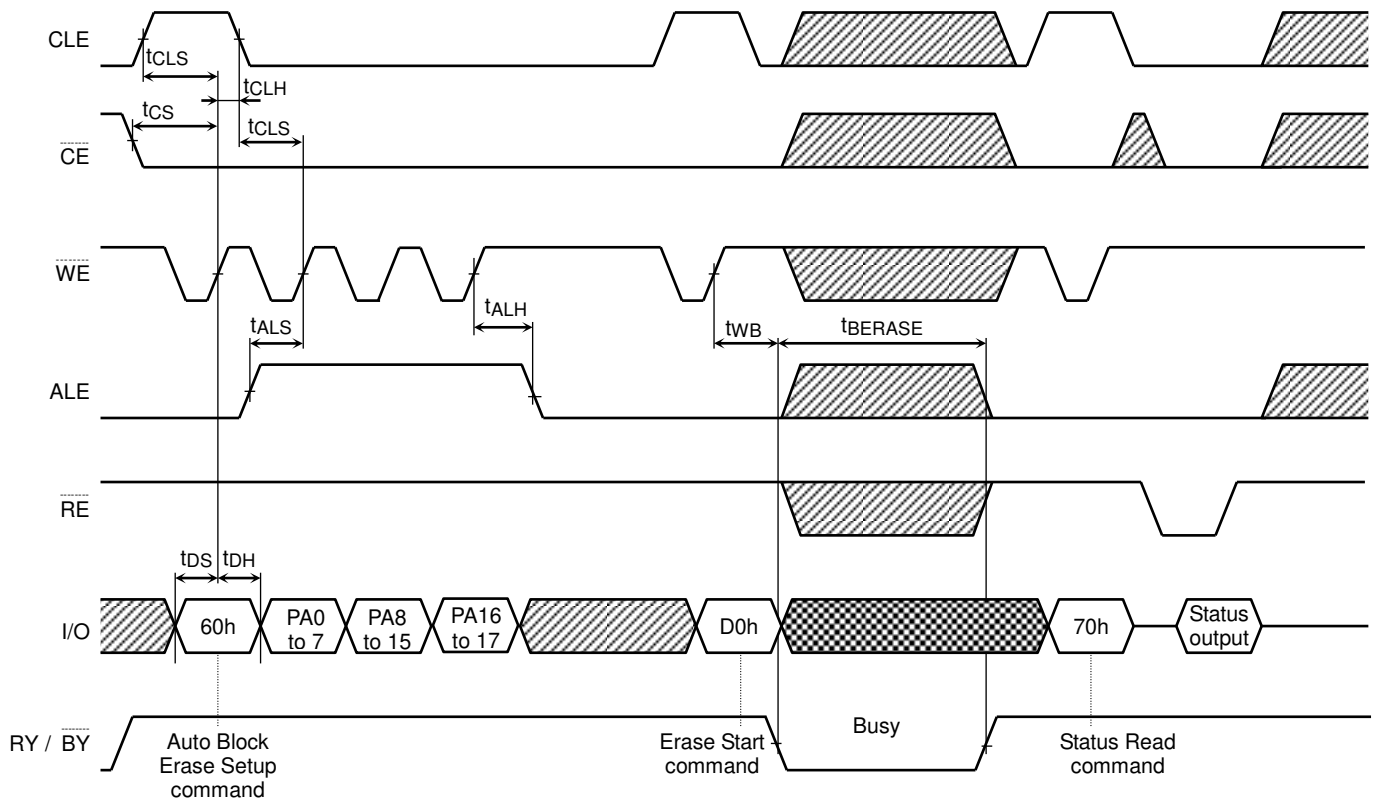 CLE
tCLS
tCLH
tCS
tCLS
CE
WE
tALH
tALS
tWB
tBERASE
ALE
RE
tDS
tDH
I/O
60h
PA0
to 7
PA8
to 15
PA16
to 17
D0h
70h
Status
output
RY / BY
Busy
Auto Block
Erase Setup
command
Erase Start
command
Status Read
command